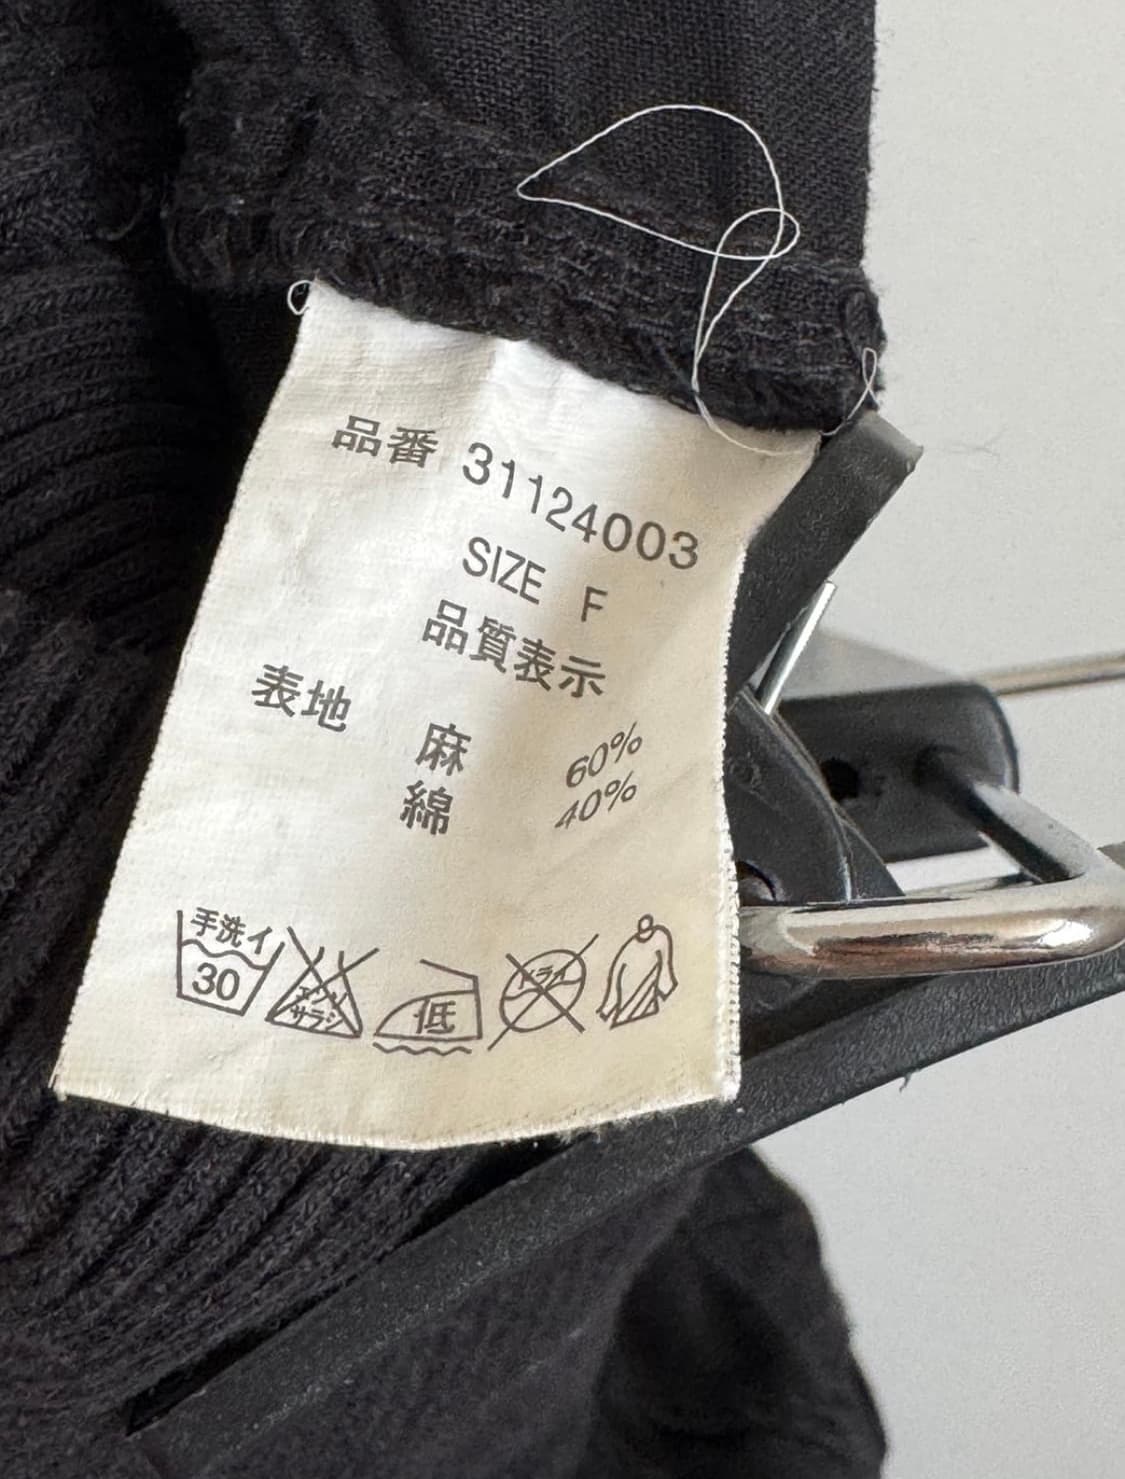 品番 31124003
SIZE F
品質表示
表地 麻 60%
綿 40%
手洗イ 30 エンソ サラシ 低 ドライ